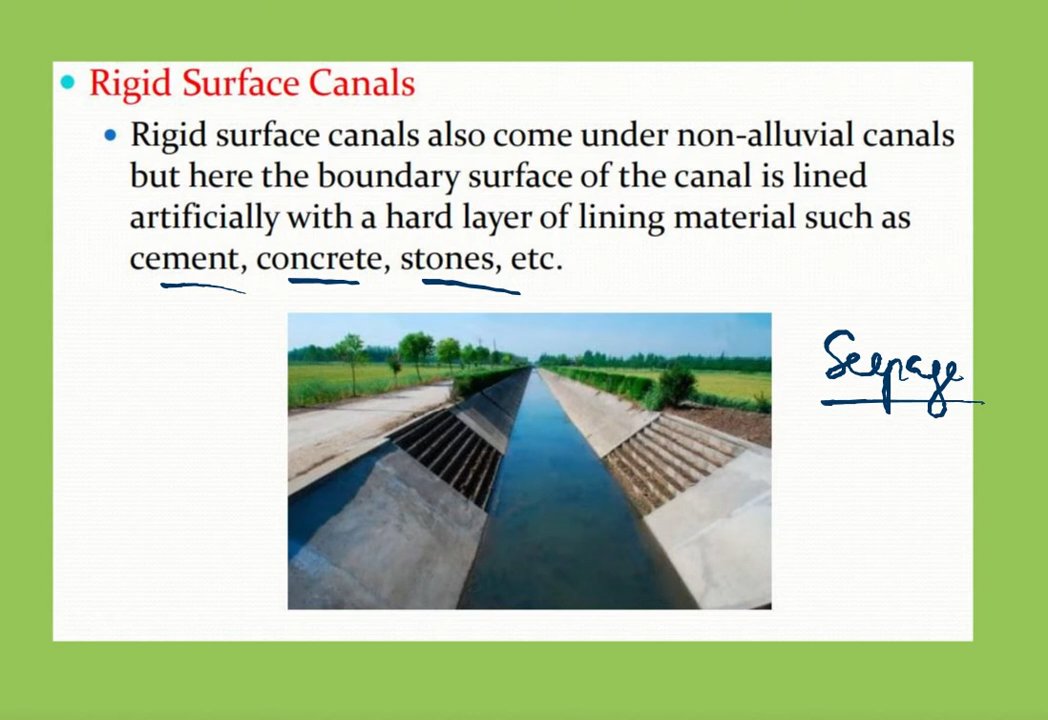 Rigid Surface Canals
Rigid surface canals also come under non-alluvial canals
but here the boundary surface of the canal is lined
artificially with a hard layer of lining material such as
cement, concrete, stones, etc.
Seepage